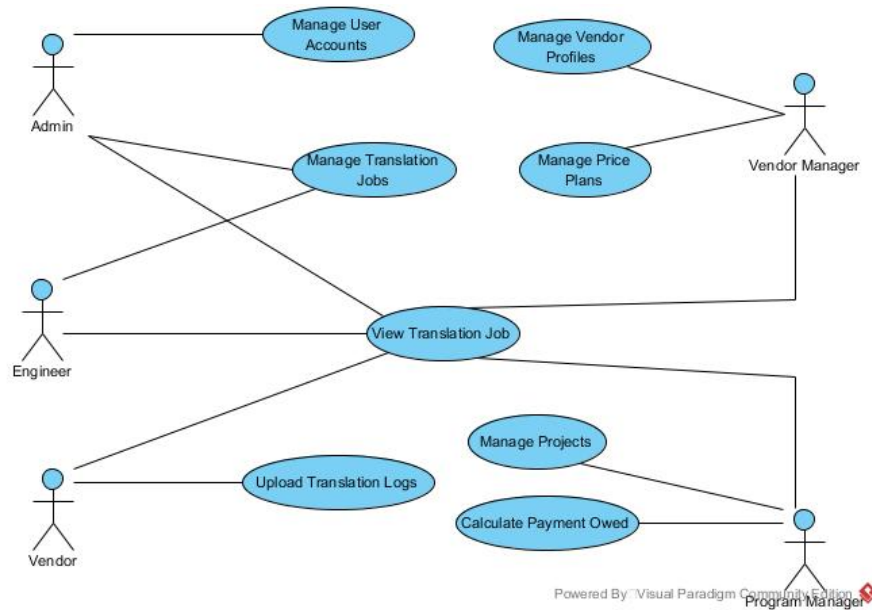 Manage User
Accounts
Manage Vendor
Profiles
Admin
Manage Translation
Jobs
Manage Price
Plans
Vendor Manager
View Translation Job
Engineer
Manage Projects
Upload Translation Logs
Calculate Payment Owed
Vendor
Powered By Visual Paradigm Community Edition
Program Manager